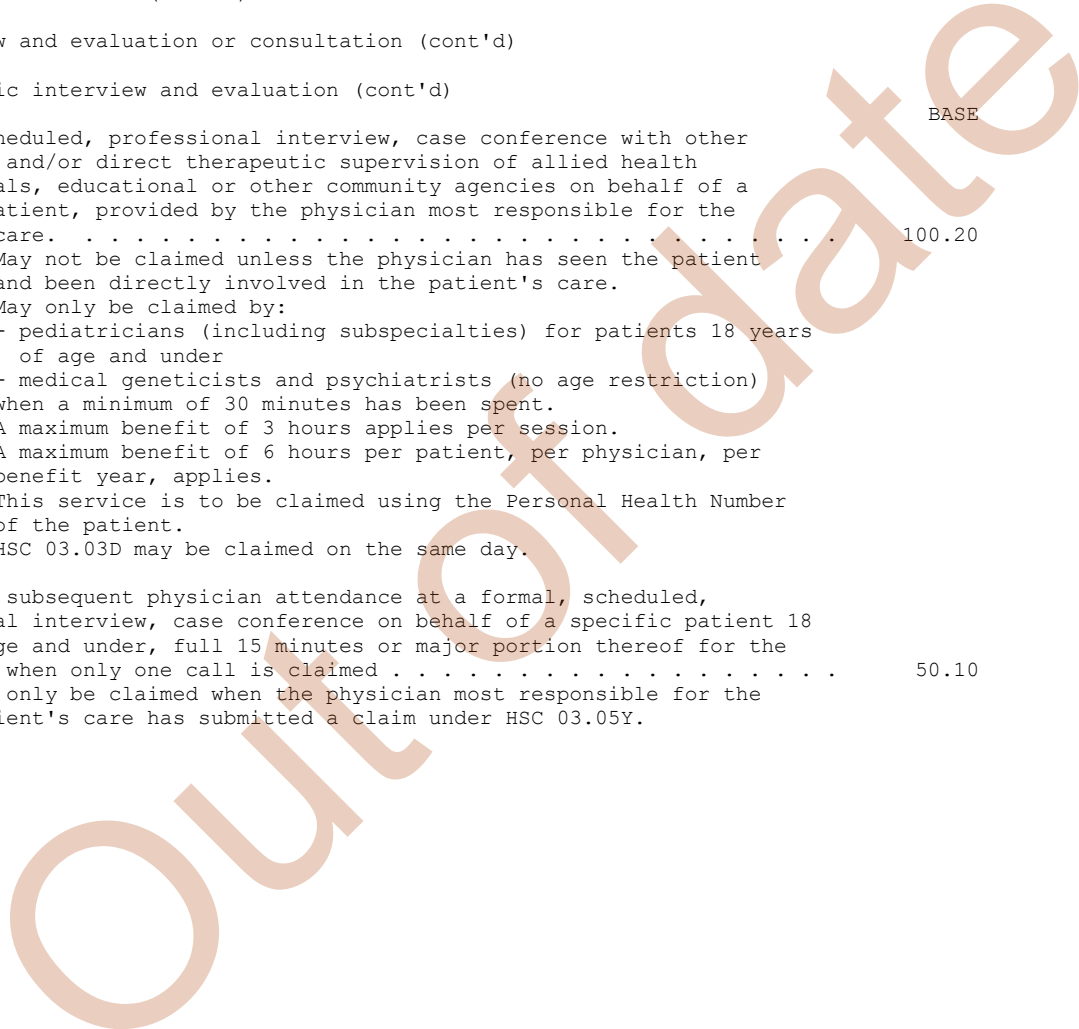 w and evaluation or consultation (cont'd)
ic interview and evaluation (cont'd)
BASE
heduled, professional interview, case conference with other
and/or direct therapeutic supervision of allied health
als, educational or other community agencies on behalf of a
atient, provided by the physician most responsible for the
care. . . . . . . . . . . . . . . . . . . . . . . . . . . . . . . 100.20
May not be claimed unless the physician has seen the patient
and been directly involved in the patient's care.
May only be claimed by:
- pediatricians (including subspecialties) for patients 18 years
of age and under
- medical geneticists and psychiatrists (no age restriction)
when a minimum of 30 minutes has been spent.
A maximum benefit of 3 hours applies per session.
A maximum benefit of 6 hours per patient, per physician, per
benefit year, applies.
This service is to be claimed using the Personal Health Number
of the patient.
HSC 03.03D may be claimed on the same day.
subsequent physician attendance at a formal, scheduled,
al interview, case conference on behalf of a specific patient 18
ge and under, full 15 minutes or major portion thereof for the
when only one call is claimed . . . . . . . . . . . . . . . . . . 50.10
only be claimed when the physician most responsible for the
ient's care has submitted a claim under HSC 03.05Y.
Out of date